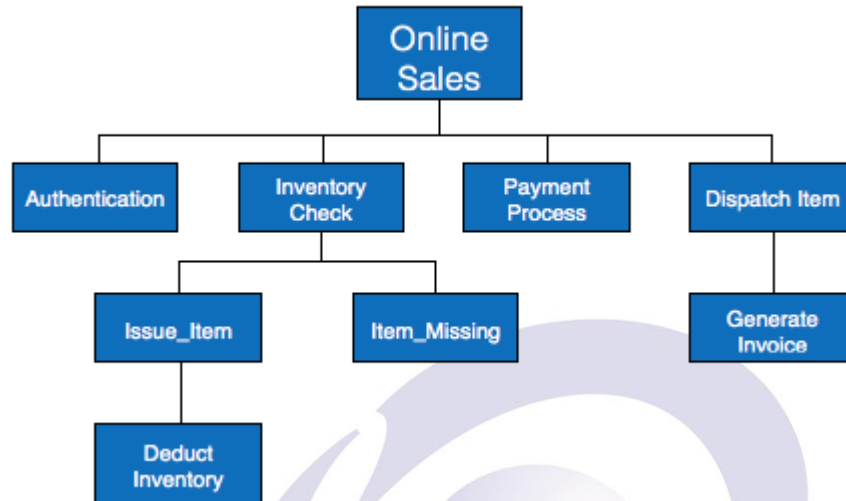 Online
Sales
Authentication
Inventory
Check
Payment
Process
Dispatch Item
Issue_Item
Item_Missing
Generate
Invoice
Deduct
Inventory